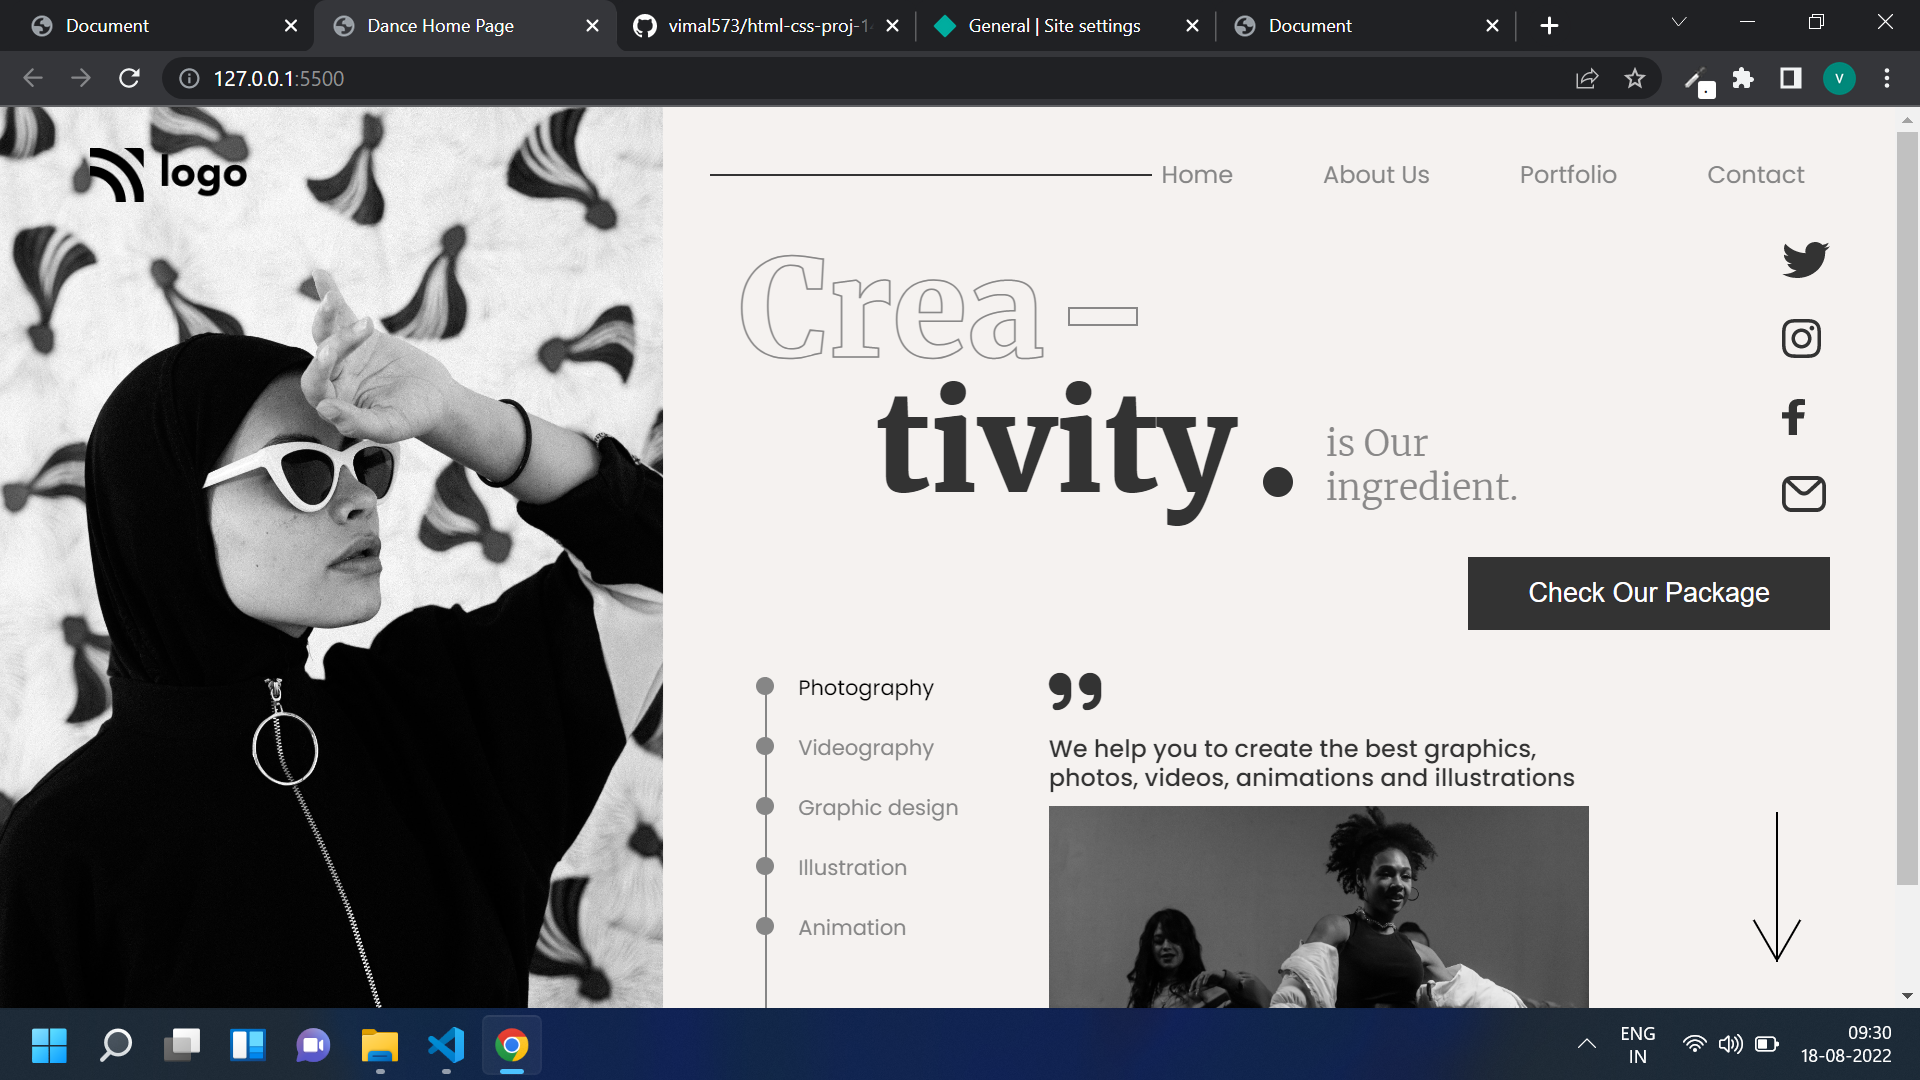 Document
Dance Home Page
vimal573/html-css-proj-1
General | Site settings
Document
127.0.0.1:5500
V
logo
Home
About Us
Portfolio
Contact
Crea –
tivity .
is Our
ingredient.
Check Our Package
Photography
Videography
Graphic design
Illustration
Animation
We help you to create the best graphics,
photos, videos, animations and illustrations
ENG
IN
09:30
18-08-2022